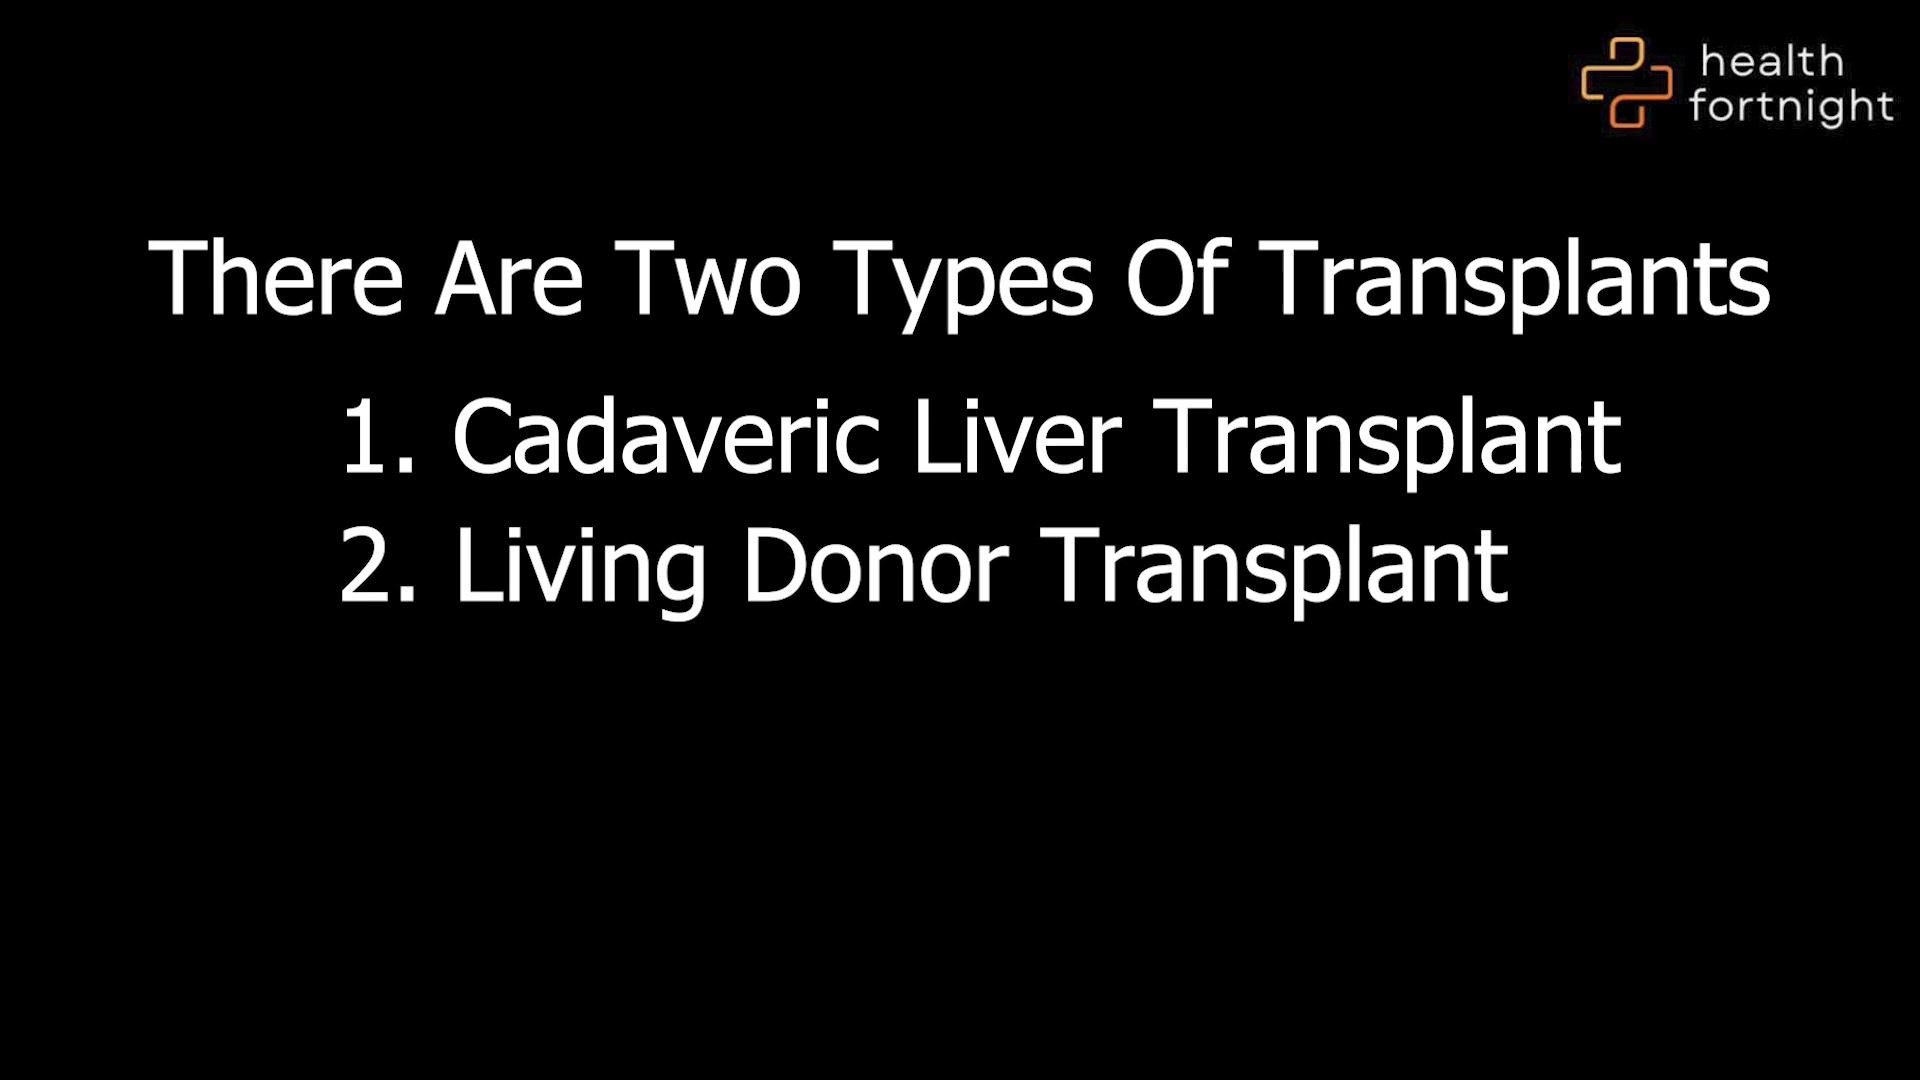 health
fortnight
There Are Two Types Of Transplants
1. Cadaveric Liver Transplant
2. Living Donor Transplant